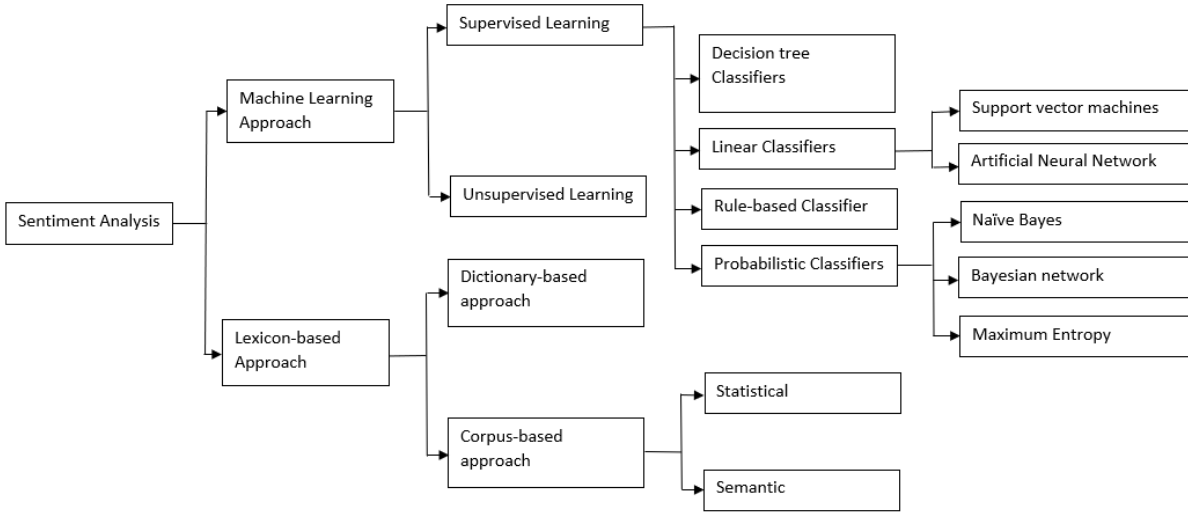 Supervised Learning
Decision tree
Classifiers
Machine Learning
Approach
Support vector machines
Linear Classifiers
Artificial Neural Network
Unsupervised Learning
Rule-based Classifier
Sentiment Analysis
Naïve Bayes
Probabilistic Classifiers
Dictionary-based
approach
Bayesian network
Lexicon-based
Approach
Maximum Entropy
Statistical
Corpus-based
approach
Semantic